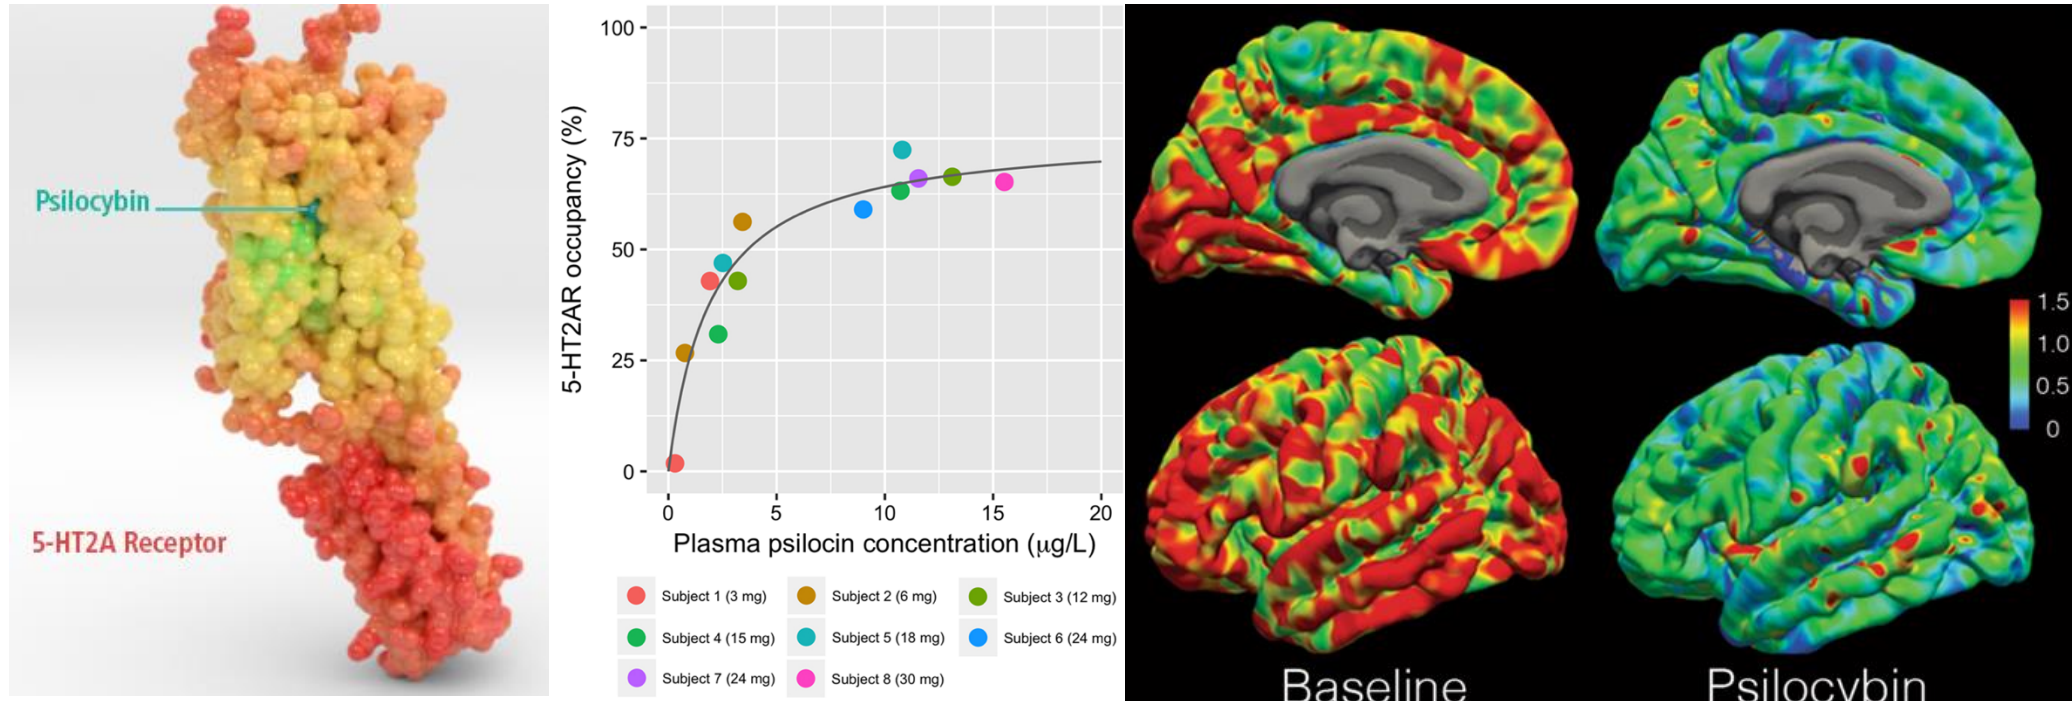 Psilocybin
5-HT2A Receptor
5-HT2AR occupancy (%)
100
75
50
25
0
0 5 10 15 20
Plasma psilocin concentration (μg/L)
Subject 1 (3 mg) Subject 2 (6 mg) Subject 3 (12 mg)
Subject 4 (15 mg) Subject 5 (18 mg) Subject 6 (24 mg)
Subject 7 (24 mg) Subject 8 (30 mg)
1.5
1.0
0.5
0
Baseline Psilocybin